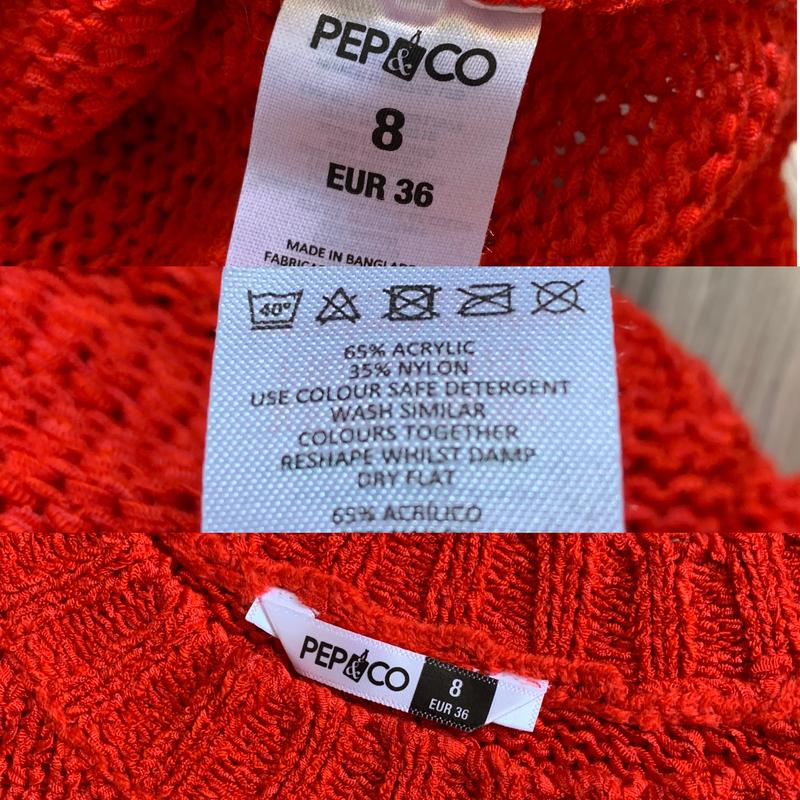 PEP&CO
8
EUR 36
MADE IN
40°
65% ACRYLIC
35% NYLON
USE COLOUR SAFE DETERGENT
WASH SIMILAR
COLOURS TOGETHER
RESHAPE WHILST DAMP
DRY FLAT
65% ACRÍLICO
PEP&CO
8
EUR 36